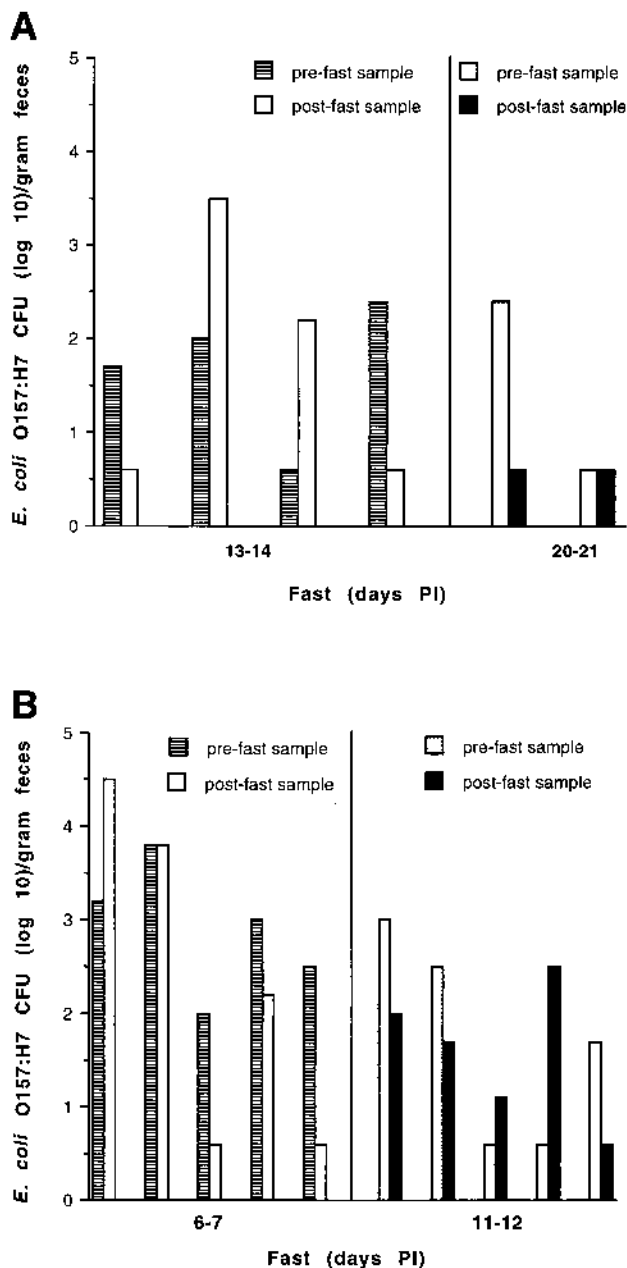 A
E. coli O157:H7 CFU (log 10)/gram feces
5
4
3
2
1
0
pre-fast sample
post-fast sample
pre-fast sample
post-fast sample
13-14
20-21
Fast (days PI)
B
E. coli O157:H7 CFU (log 10)/gram feces
5
4
3
2
1
0
pre-fast sample
post-fast sample
pre-fast sample
post-fast sample
6-7
11-12
Fast (days PI)